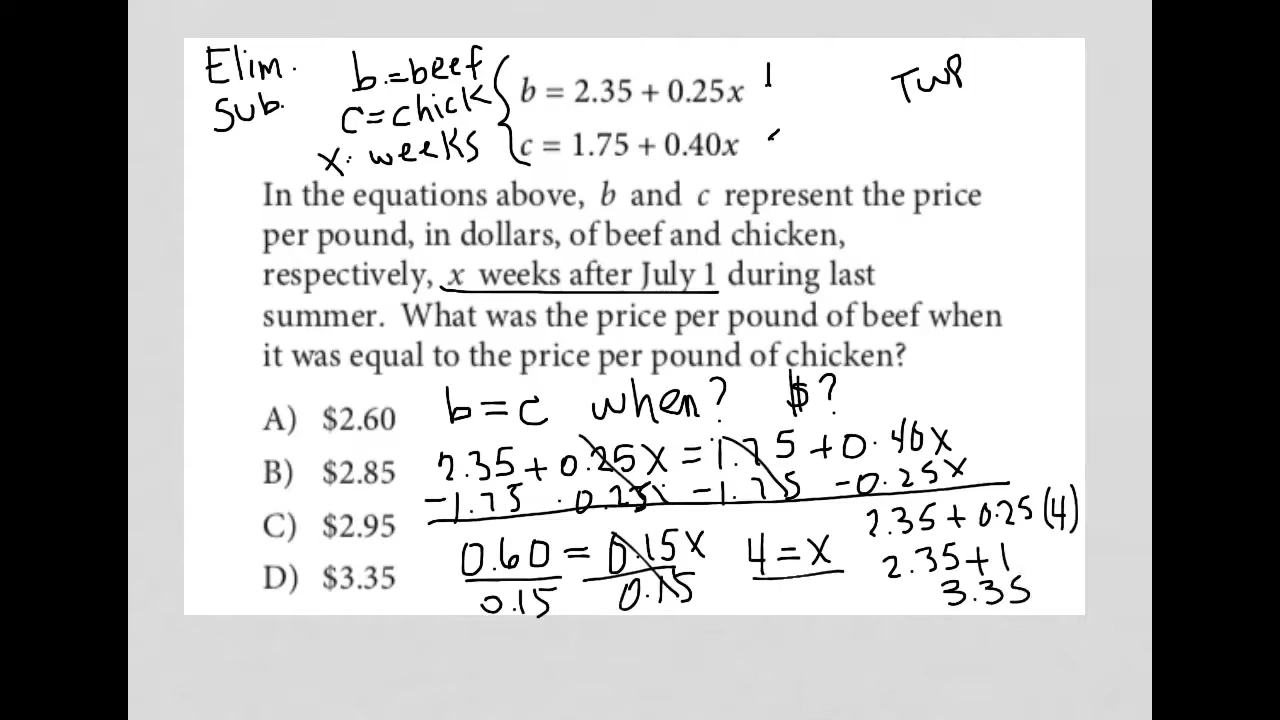 Elim.
Sub.
b = beef
c = chick
x: weeks
b = 2.35 + 0.25x 1
c = 1.75 + 0.40x
In the equations above, b and c represent the price
per pound, in dollars, of beef and chicken,
respectively, x weeks after July 1 during last
summer. What was the price per pound of beef when
it was equal to the price per pound of chicken?
A) $2.60
B) $2.85
C) $2.95
D) $3.35
b = c when? $?
2.35 + 0.25x = 1.75 + 0.40x
-1.75 - 0.25x -1.75 -0.25x
0.60 = 0.15x 4 = x
0.15 0.15
2.35 + 0.25(4)
2.35 + 1
3.35